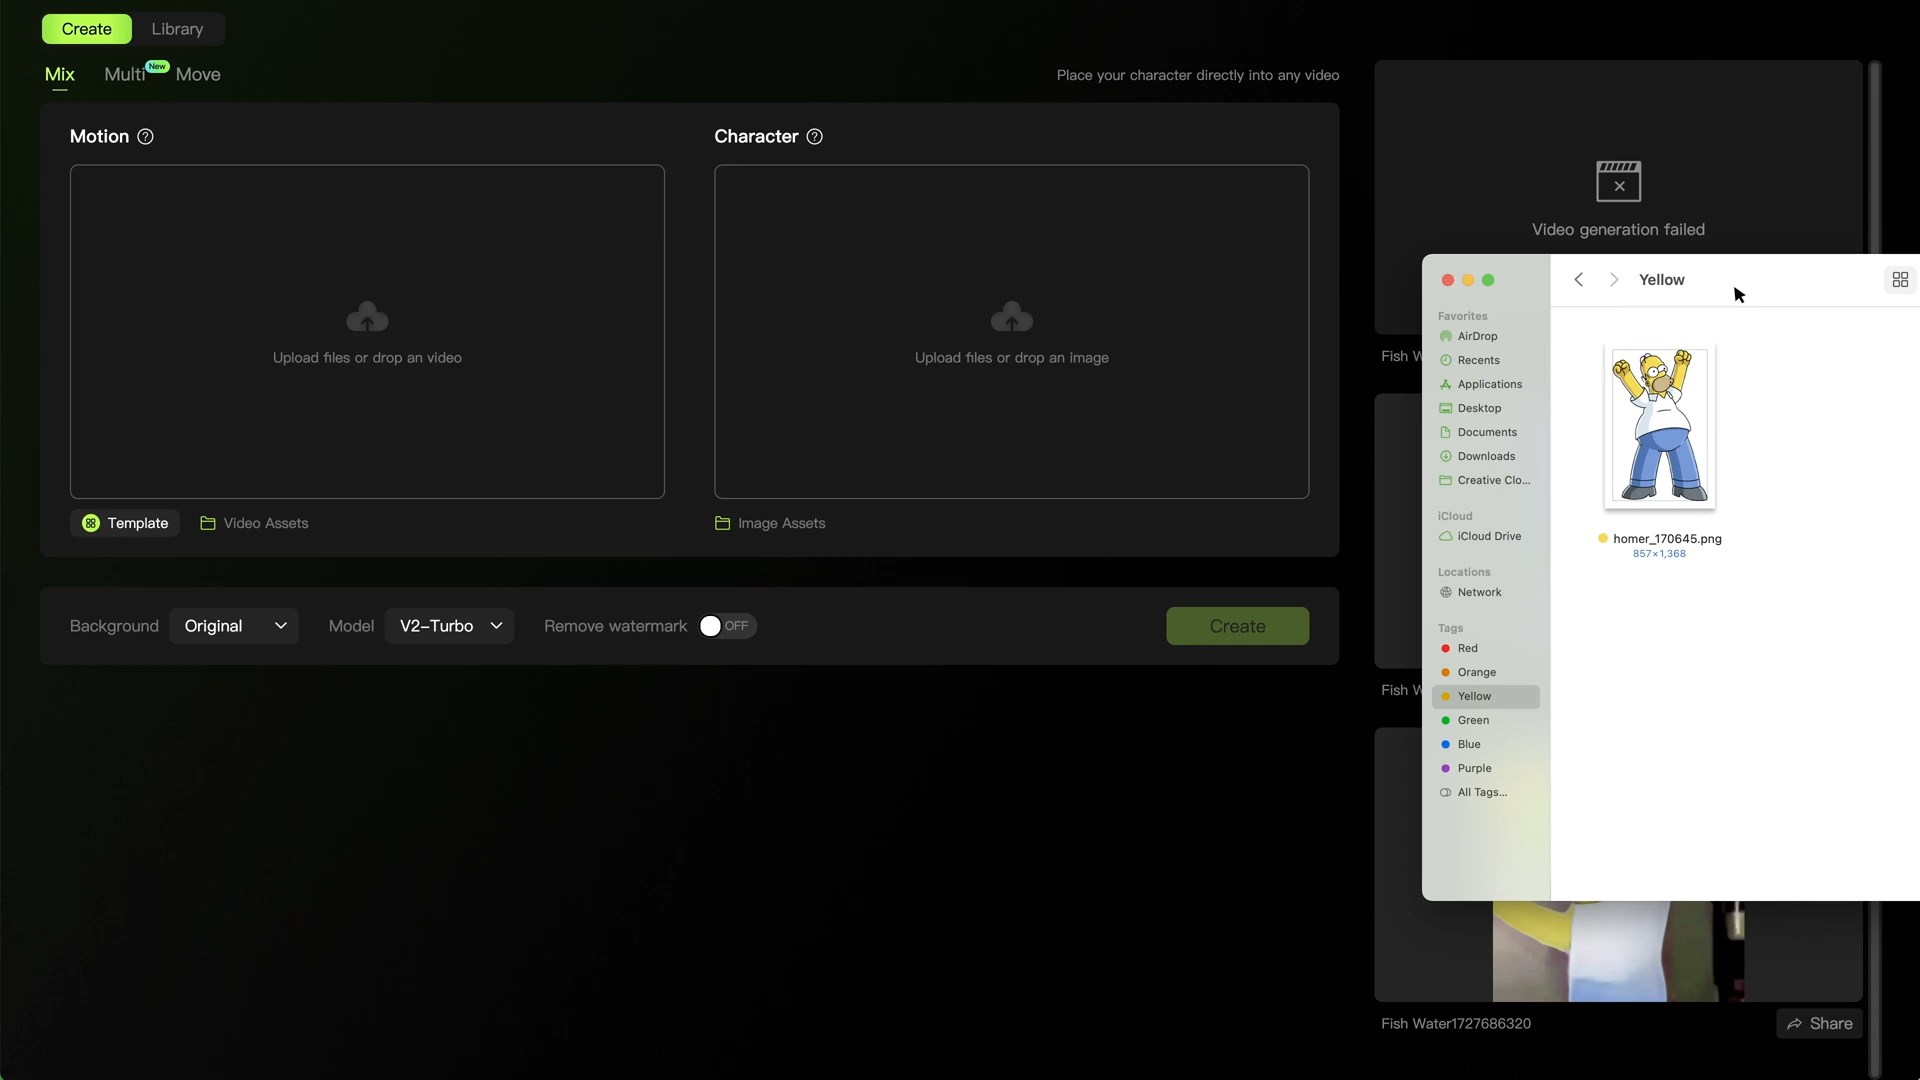 Create
Library
Mix
Multi
New
Move
Place your character directly into any video
Motion ?
Character ?
Upload files or drop an video
Upload files or drop an image
Template
Video Assets
Image Assets
Background
Original
Model
V2-Turbo
Remove watermark
OFF
Create
Video generation failed
Fish W
Fish W
Fish Water1727686320
Share
Yellow
Favorites
AirDrop
Recents
Applications
Desktop
Documents
Downloads
Creative Clo...
iCloud
iCloud Drive
Locations
Network
Tags
Red
Orange
Yellow
Green
Blue
Purple
All Tags...
homer_170645.png
857×1,368